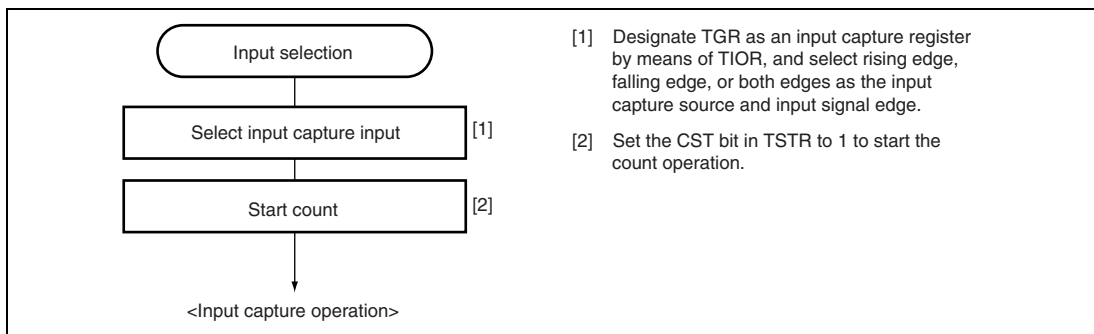 Input selection
Select input capture input
[1]
Start count
[2]
<Input capture operation>
[1] Designate TGR as an input capture register
by means of TIOR, and select rising edge,
falling edge, or both edges as the input
capture source and input signal edge.
[2] Set the CST bit in TSTR to 1 to start the
count operation.